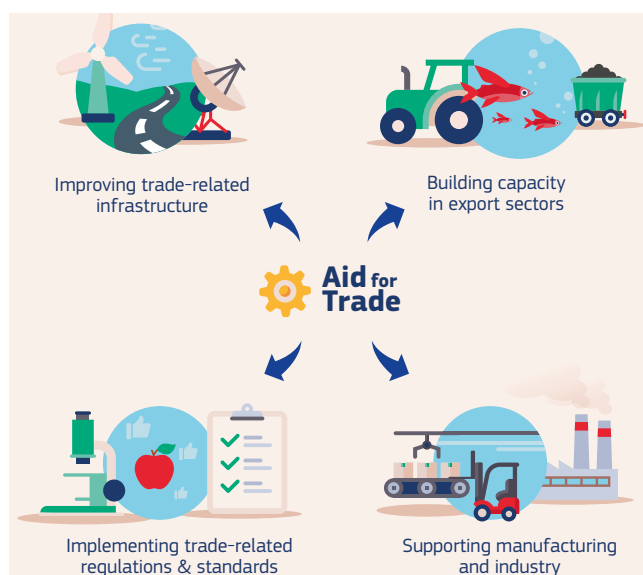 Improving trade-related
infrastructure
Building capacity
in export sectors
Aid for
Trade
Implementing trade-related
regulations & standards
Supporting manufacturing
and industry